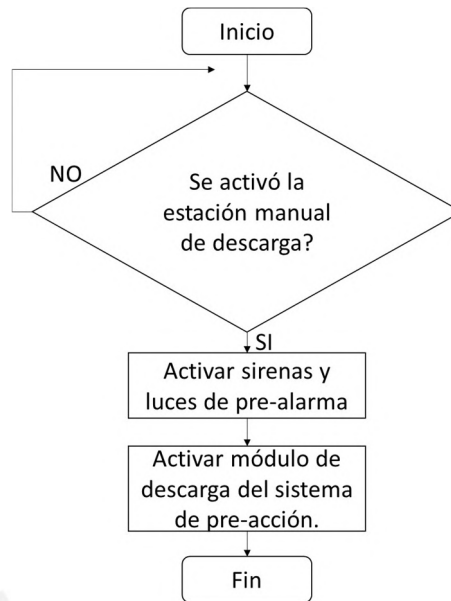 Inicio
NO
Se activó la
estación manual
de descarga?
SI
Activar sirenas y
luces de pre-alarma
Activar módulo de
descarga del sistema
de pre-acción.
Fin